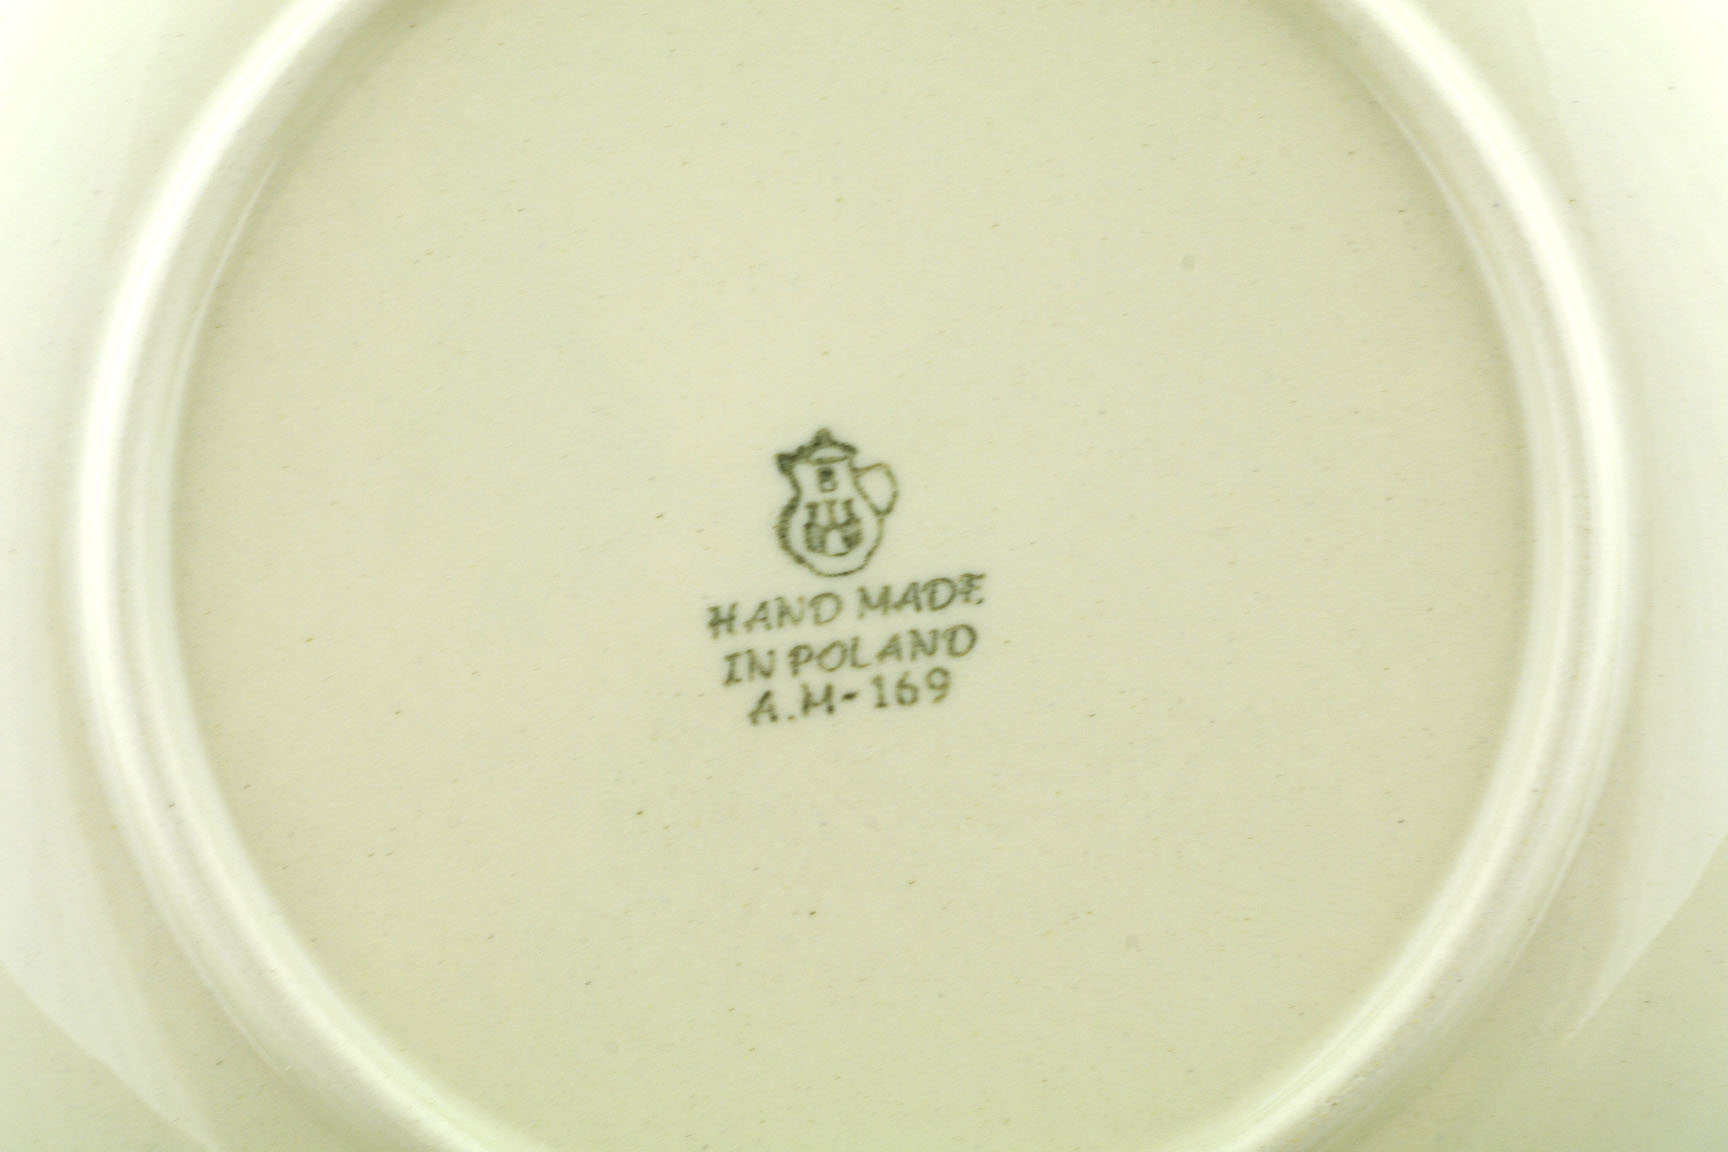 B
HAND MADE
IN POLAND
A.M-169